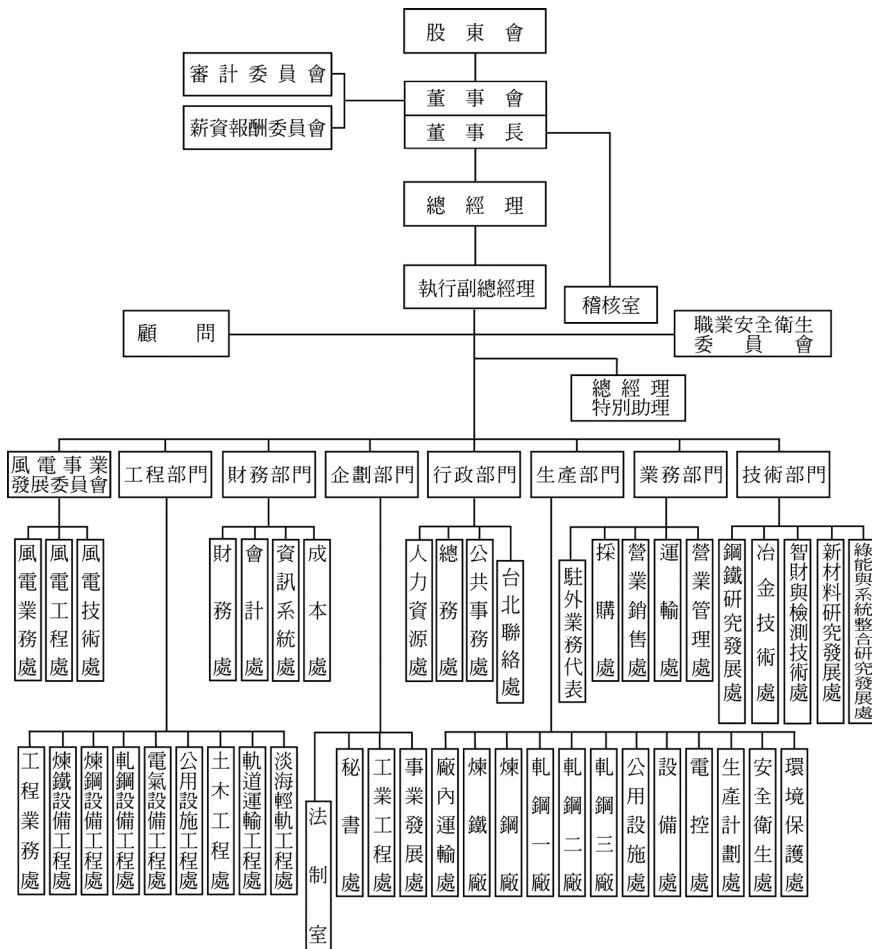 股東會
審計委員會
董事會
薪資報酬委員會
董事長
總經理
執行副總經理
稽核室
顧問
職業安全衛生
委員會
總經理
特別助理
風電事業
發展委員會
工程部門
財務部門
企劃部門
行政部門
生產部門
業務部門
技術部門
風電業務處
風電工程處
風電技術處
財務處
會計處
資訊系統處
成本處
人力資源處
總務處
公共事務處
台北聯絡處
駐外業務代表
採購處
營業銷售處
運輸處
營業管理處
鋼鐵研究發展處
冶金技術處
智財與檢測技術處
新材料研究發展處
綠能與系統整合研究發展處
工程業務處
煉鐵設備工程處
煉鋼設備工程處
軋鋼設備工程處
電氣設備工程處
公用設施工程處
土木工程處
軌道運輸工程處
淡海輕軌工程處
法制室
秘書處
工業工程處
事業發展處
廠內運輸處
煉鐵廠
煉鋼廠
軋鋼一廠
軋鋼二廠
軋鋼三廠
公用設施處
設備處
電控處
生產計劃處
安全衛生處
環境保護處